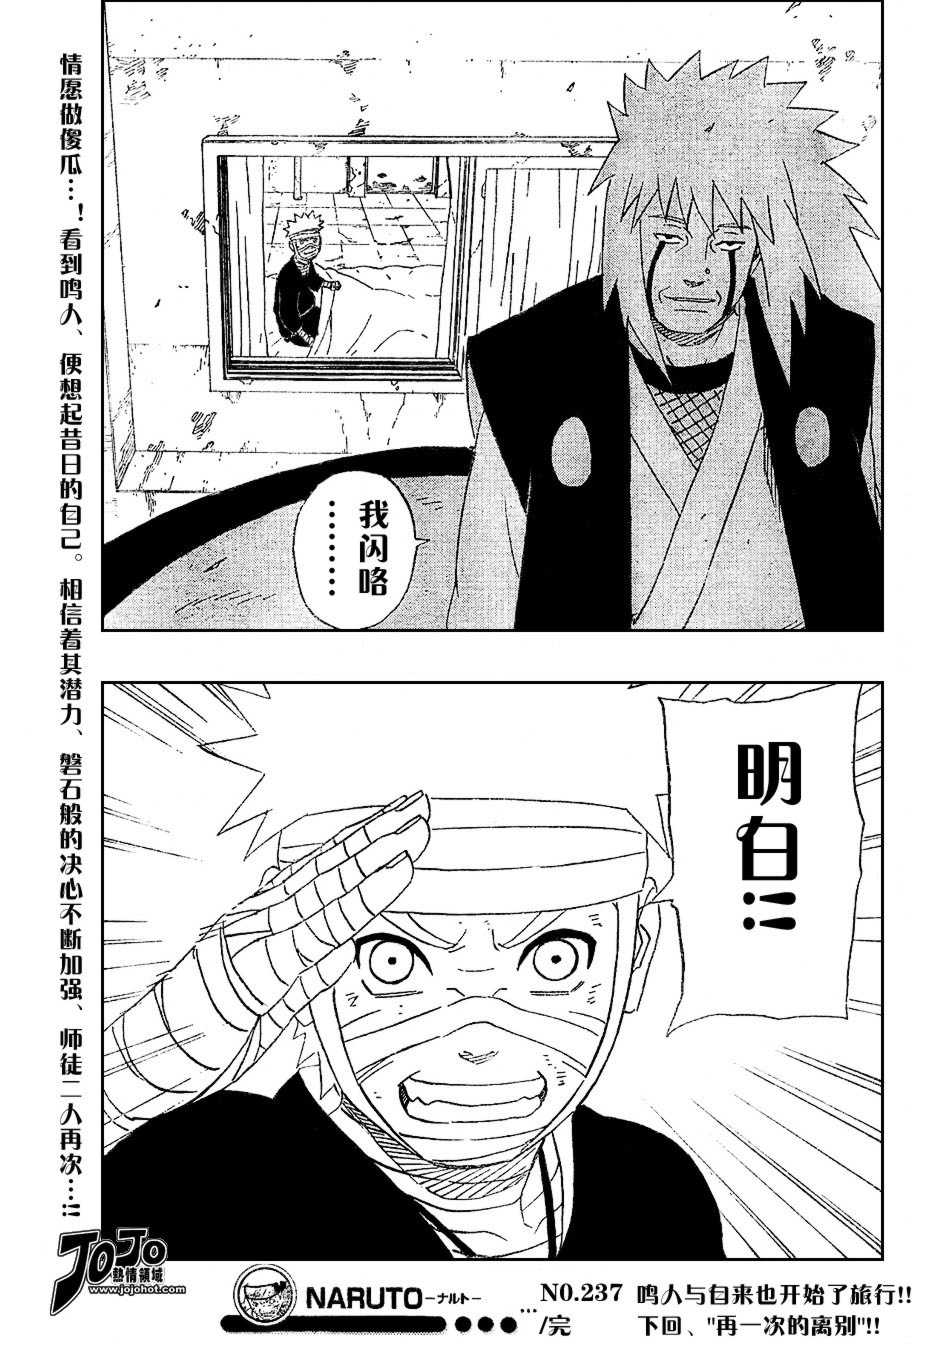 情愿做傻瓜…！看到鸣人、便想起昔日的自己。相信着其潜力、磐石般的决心不断加强、师徒二人再次…!!
我闪咯
………
明白!!
JOJO
熱情領域
www.jojohot.com
NARUTO －ナルト－
…/完
NO.237 鸣人与自来也开始了旅行!!
下回、"再一次的离别"!!